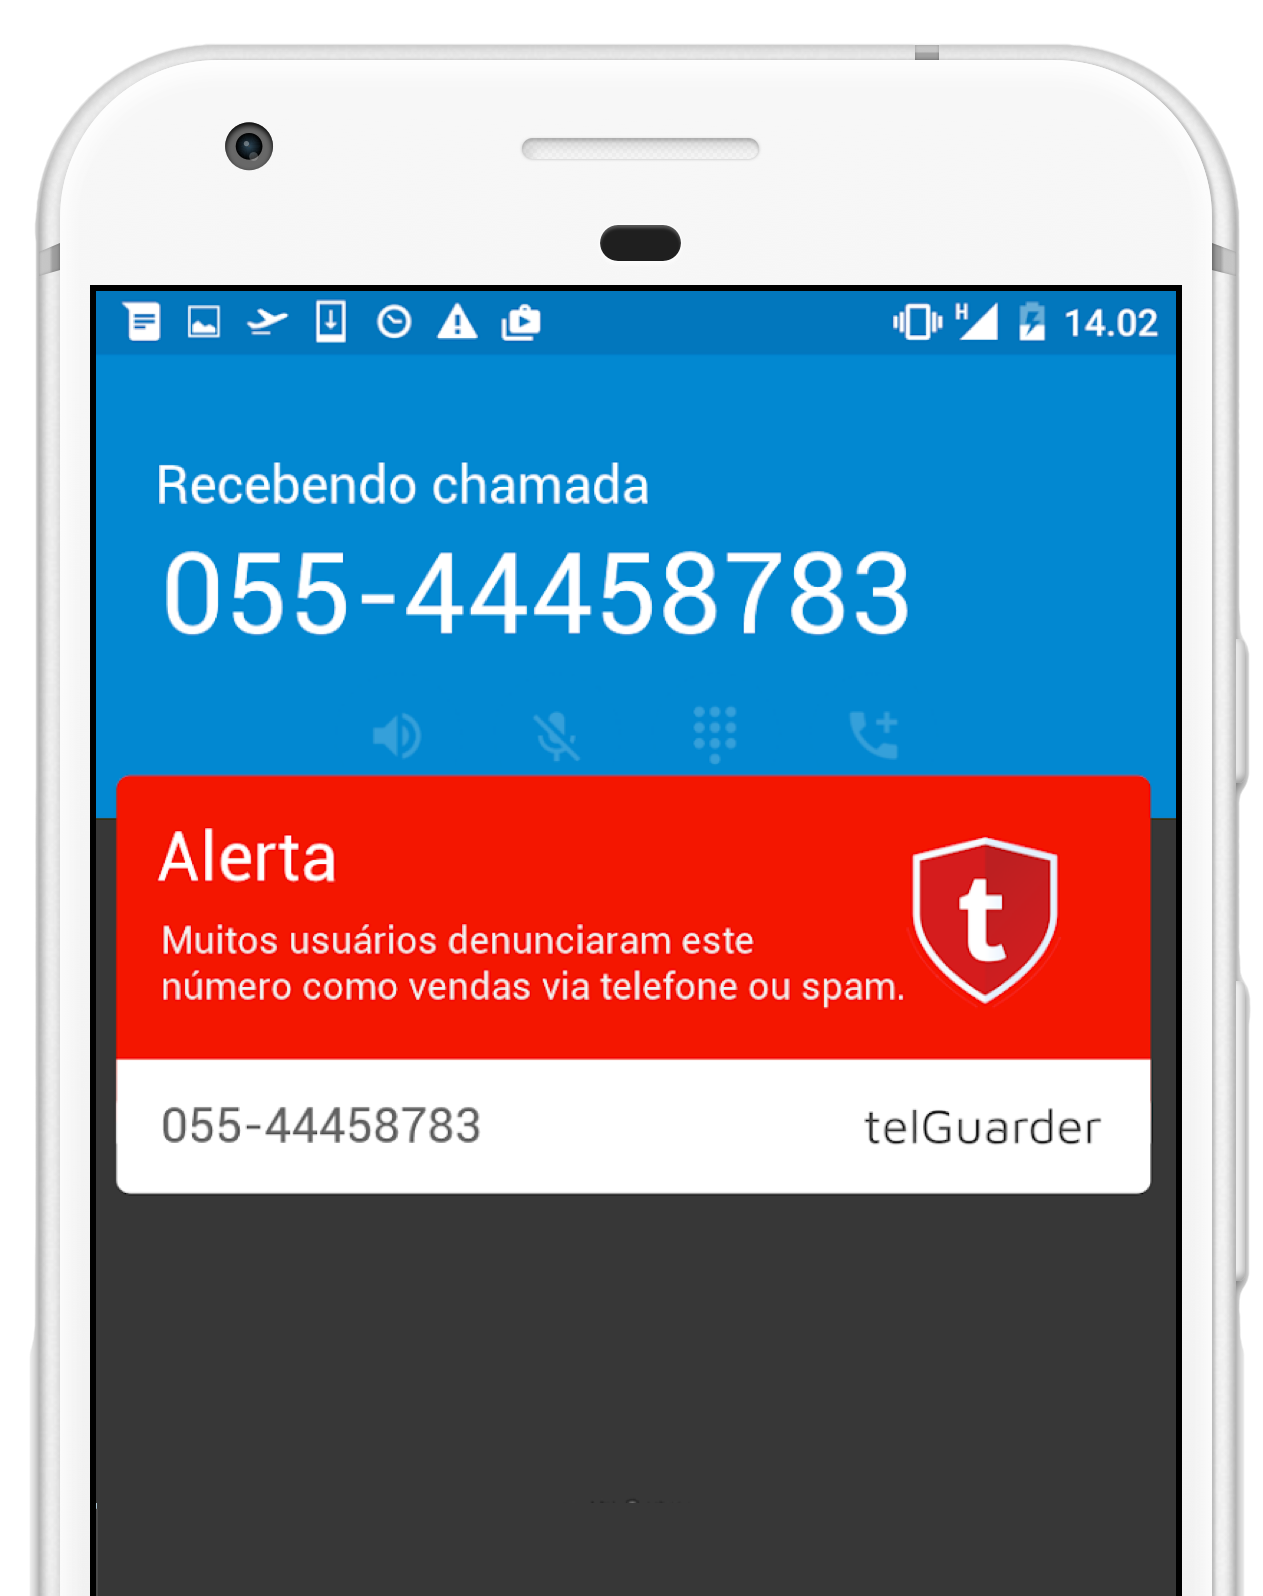 H 14.02
Recebendo chamada
055-44458783
Alerta
t
Muitos usuários denunciaram este
número como vendas via telefone ou spam.
055-44458783 telGuarder